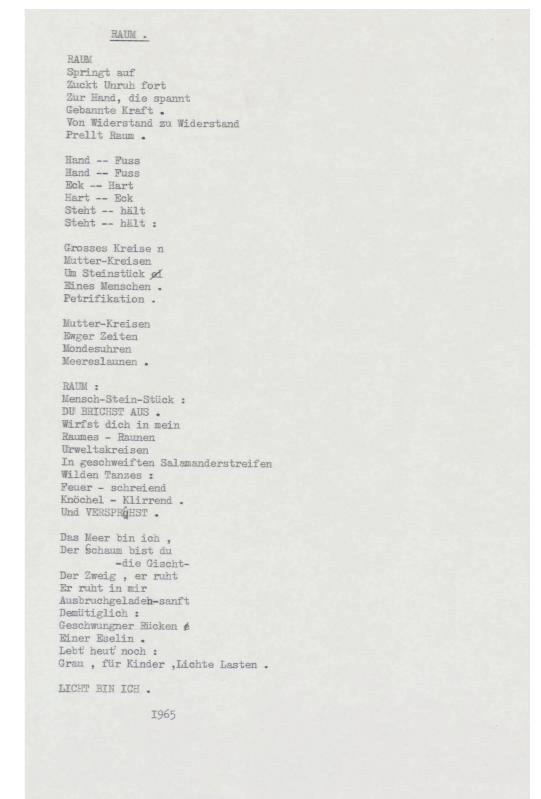 RAUM .
RAUM
Springt auf
Zuckt Unruh fort
Zur Hand, die spannt
Gebannte Kraft .
Von Widerstand zu Widerstand
Prellt Raum .
Hand -- Fuss
Hand -- Fuss
Eck -- Hart
Hart -- Eck
Steht -- hält
Steht -- hält :
Grosses Kreise n
Mutter-Kreisen
Um Steinstück
Eines Menschen .
Petrifikation .
Mutter-Kreisen
Ewger Zeiten
Mondesuhren
Meereslaunen .
RAUM :
Mensch-Stein-Stück :
DU BRICHST AUS .
Wirfst dich in mein
Raumes - Raunen
Urweltskreisen
In geschweiften Salamanderstreifen
Wilden Tanzes :
Feuer - schreiend
Knöchel - Klirrend .
Und VERSPRÜHST .
Das Meer bin ich ,
Der Schaum bist du
-die Gischt-
Der Zweig , er ruht
Er ruht in mir
Ausbruchgeladen-sanft
Demütiglich :
Geschwungner Rücken
Einer Eselin .
Lebt' heut' noch :
Grau , für Kinder ,Lichte Lasten .
LICHT BIN ICH .
1965